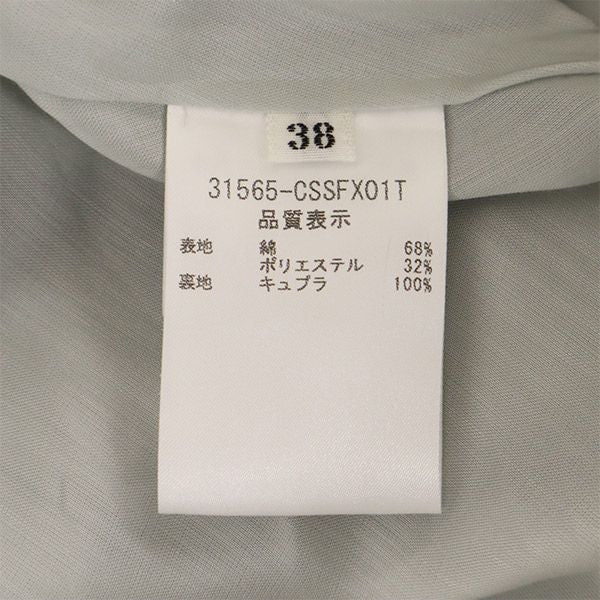 38
31565-CSSFX01T
品質表示
表地 綿 68%
ポリエステル 32%
裏地 キュプラ 100%